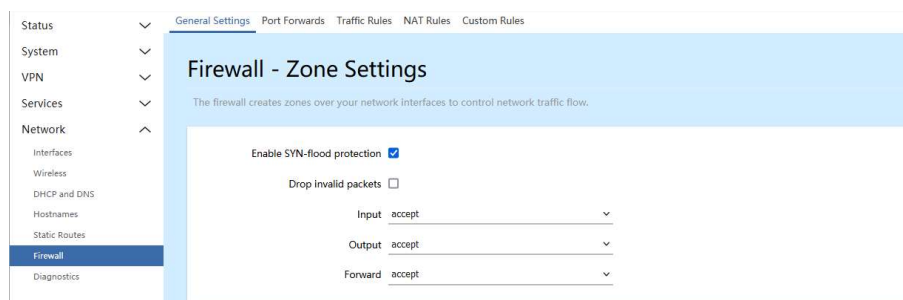 Status
System
VPN
Services
Network
Interfaces
Wireless
DHCP and DNS
Hostnames
Static Routes
Firewall
Diagnostics
General Settings Port Forwards Traffic Rules NAT Rules Custom Rules
Firewall - Zone Settings
The firewall creates zones over your network interfaces to control network traffic flow.
Enable SYN-flood protection
Drop invalid packets
Input accept
Output accept
Forward accept